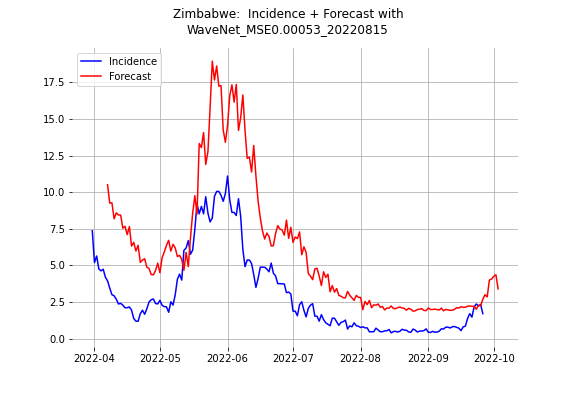 Zimbabwe:  Incidence + Forecast with
WaveNet_MSE0.00053_20220815
Incidence
Forecast
17.5
15.0
12.5
10.0
7.5
5.0
2.5
0.0
2022-04 2022-05 2022-06 2022-07 2022-08 2022-09 2022-10